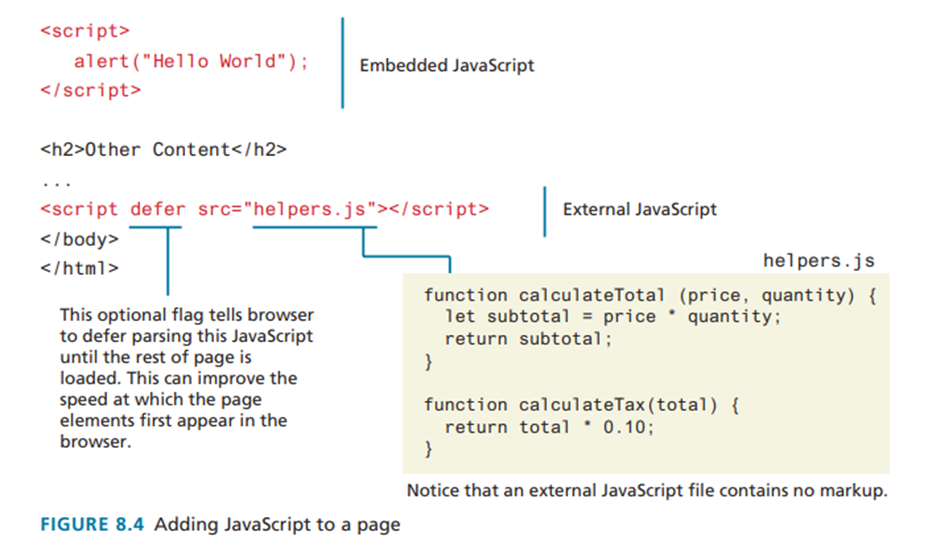 <script>
alert("Hello World");
</script>
Embedded JavaScript
<h2>Other Content</h2>
...
<script defer src="helpers.js"></script>
External JavaScript
</body>
</html>
This optional flag tells browser
to defer parsing this JavaScript
until the rest of page is
loaded. This can improve the
speed at which the page
elements first appear in the
browser.
helpers.js
function calculateTotal (price, quantity) {
let subtotal = price * quantity;
return subtotal;
}
function calculateTax(total) {
return total * 0.10;
}
Notice that an external JavaScript file contains no markup.
FIGURE 8.4 Adding JavaScript to a page